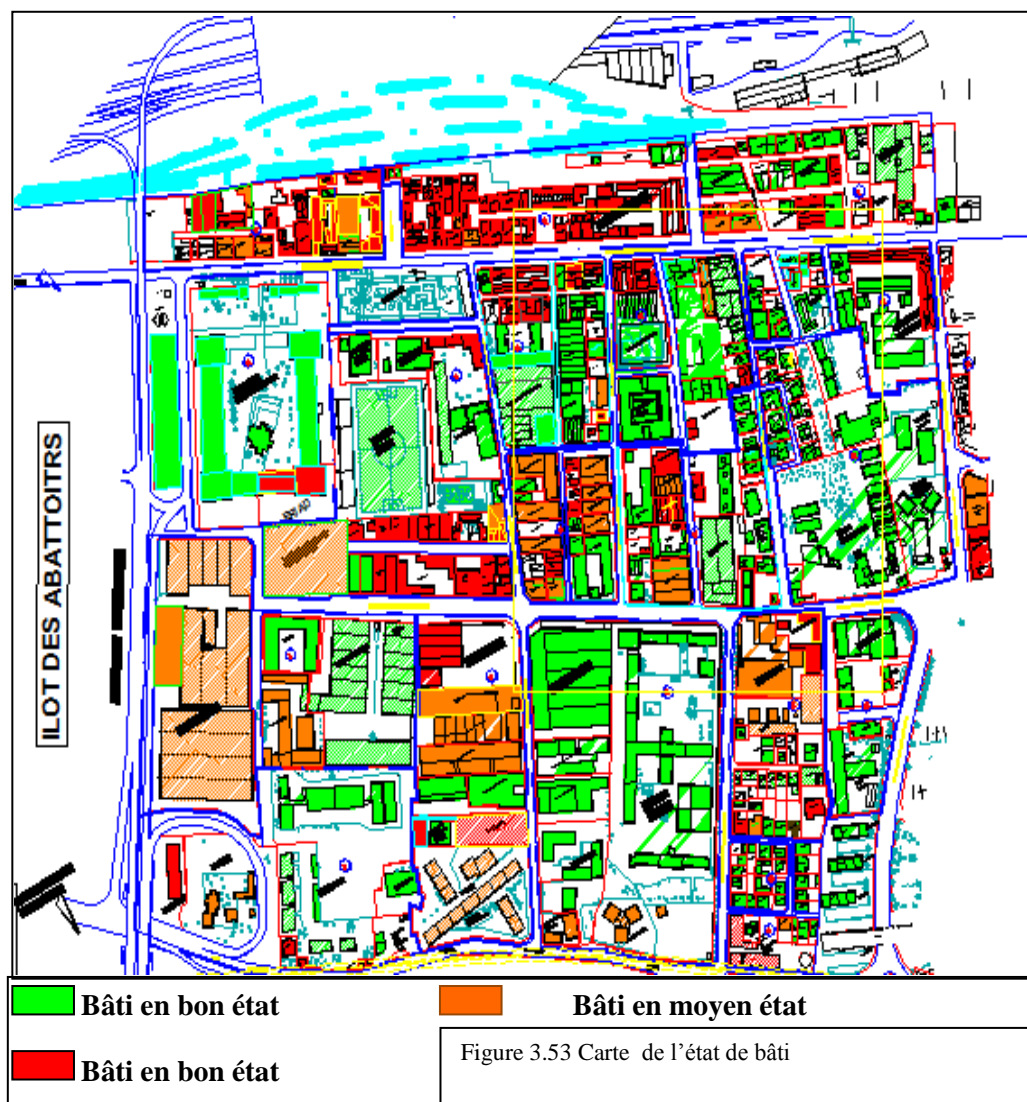 ILOT DES ABATTOITRS
Bâti en bon état
Bâti en moyen état
Bâti en bon état
Figure 3.53 Carte de l’état de bâti